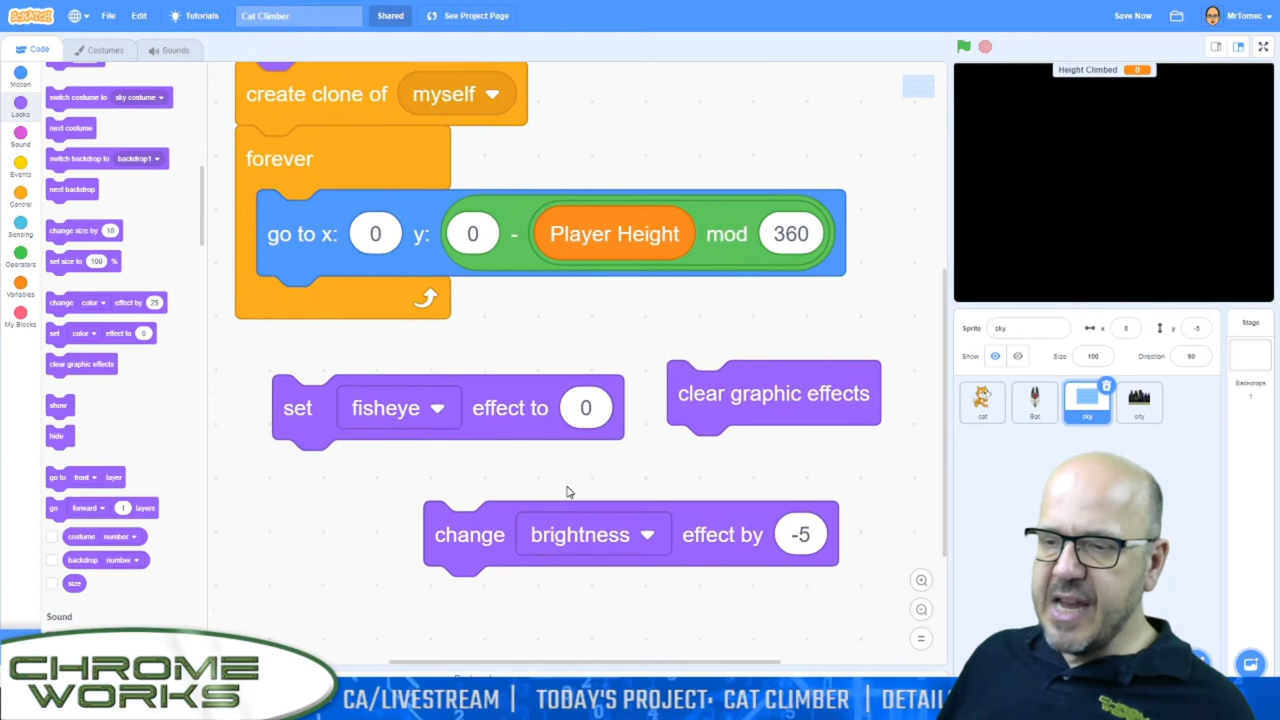 SCRATCH
File
Edit
Tutorials
Cat Climber
Shared
See Project Page
Save Now
MrTomec
Code
Costumes
Sounds
Motion
Looks
Sound
Events
Control
Sensing
Operators
Variables
My Blocks
switch costume to sky costume
next costume
switch backdrop to backdrop1
next backdrop
change size by 10
set size to 100 %
change color effect by 25
set color effect to 0
clear graphic effects
show
hide
go to front layer
go forward 1 layers
costume number
backdrop number
size
Sound
create clone of myself
forever
go to x: 0 y: 0 - Player Height mod 360
set fisheye effect to 0
clear graphic effects
change brightness effect by -5
Height Climbed 0
Sprite sky x 8 y -5
Show Size 100 Direction 90
cat
Bat
sky
city
Stage
Backdrops
1
CHROME
WORKS
CA/LIVESTREAM | TODAY'S PROJECT: CAT CLIMBER | DETAIL